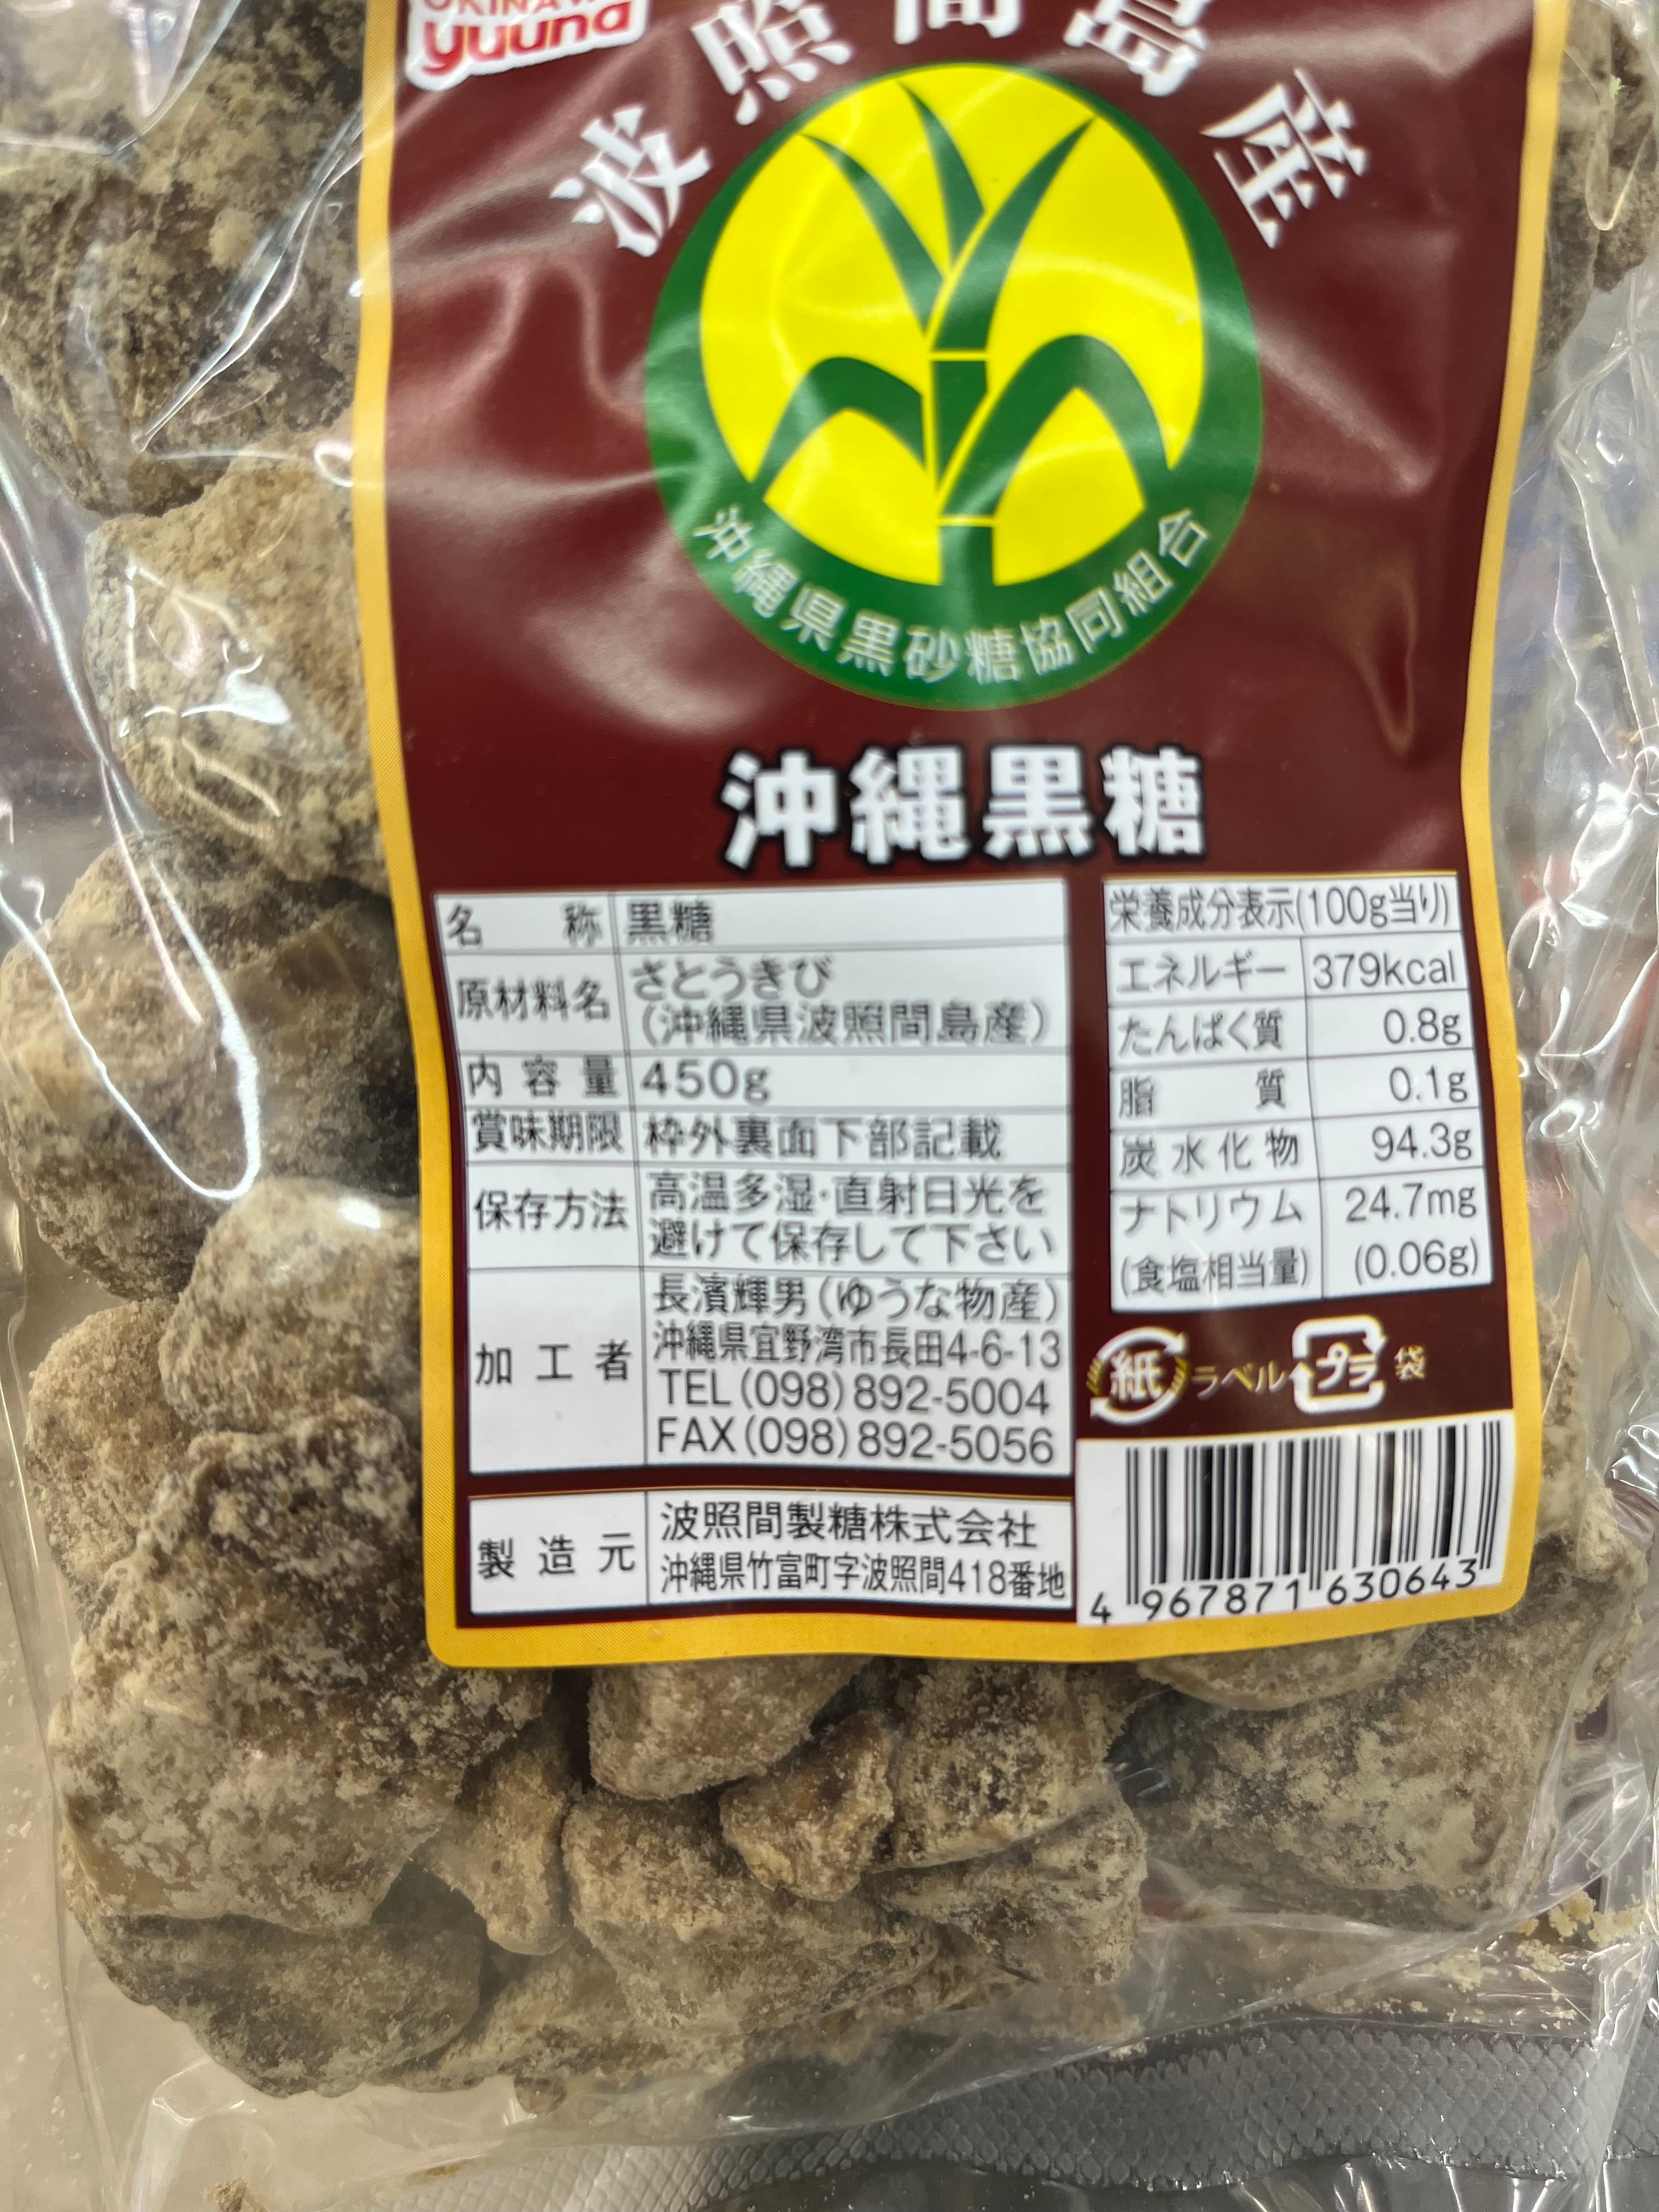 OKINAWA
yuuna
波照間島産
沖縄県黒砂糖協同組合
沖縄黒糖
名称 黒糖
原材料名 さとうきび
(沖縄県波照間島産)
内容量 450g
賞味期限 枠外裏面下部記載
保存方法 高温多湿・直射日光を
避けて保存して下さい
加工者 長濱輝男(ゆうな物産)
沖縄県宜野湾市長田4-6-13
TEL(098)892-5004
FAX(098)892-5056
製造元 波照間製糖株式会社
沖縄県竹富町字波照間418番地
栄養成分表示(100g当り)
エネルギー 379kcal
たんぱく質 0.8g
脂質 0.1g
炭水化物 94.3g
ナトリウム 24.7mg
(食塩相当量) (0.06g)
紙 ラベル プラ 袋
4 967871 630643